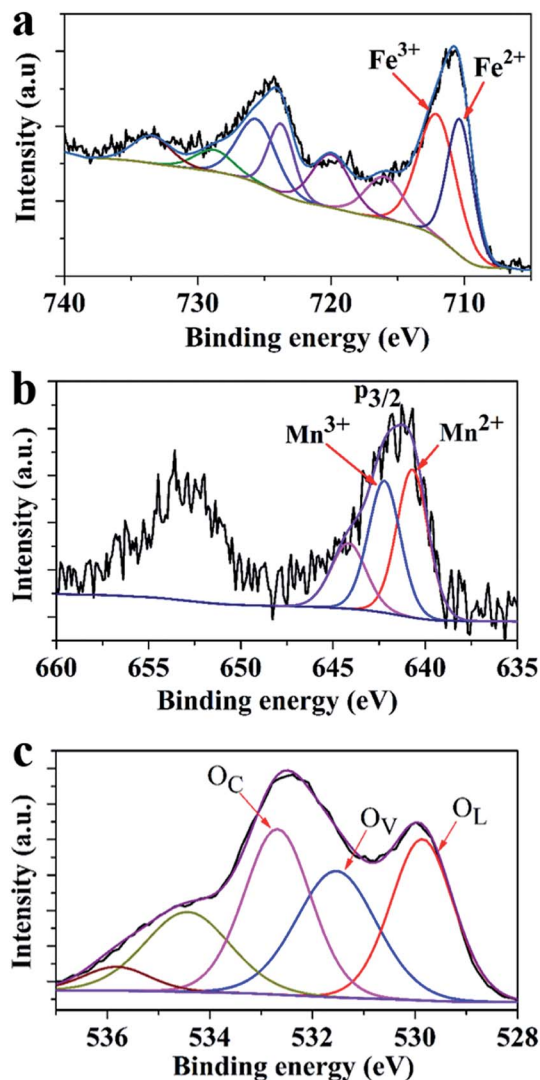 a
Intensity (a.u)
Fe3+
Fe2+
740 730 720 710
Binding energy (eV)
b
Intensity (a.u.)
p3/2
Mn3+
Mn2+
660 655 650 645 640 635
Binding energy (eV)
c
Intensity (a.u.)
OC
OV
OL
536 534 532 530 528
Binding energy (eV)